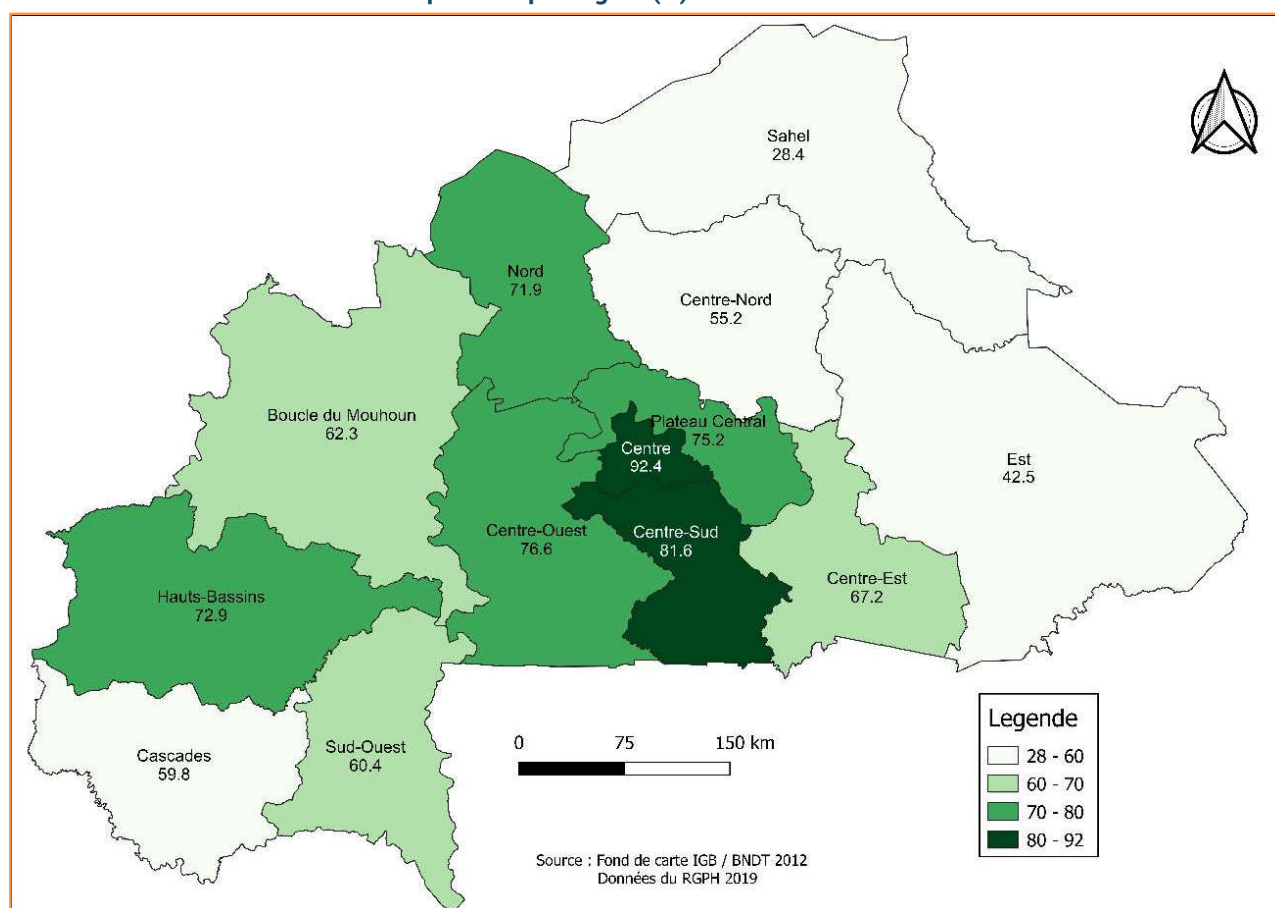 Sahel
28.4
Nord
71.9
Centre-Nord
55.2
Boucle du Mouhoun
62.3
Plateau Central
75.2
Centre
92.4
Est
42.5
Centre-Ouest
76.6
Centre-Sud
81.6
Centre-Est
67.2
Hauts-Bassins
72.9
Sud-Ouest
60.4
Cascades
59.8
0 75 150 km
Legende
28 - 60
60 - 70
70 - 80
80 - 92
Source : Fond de carte IGB / BNDT 2012
Données du RGPH 2019